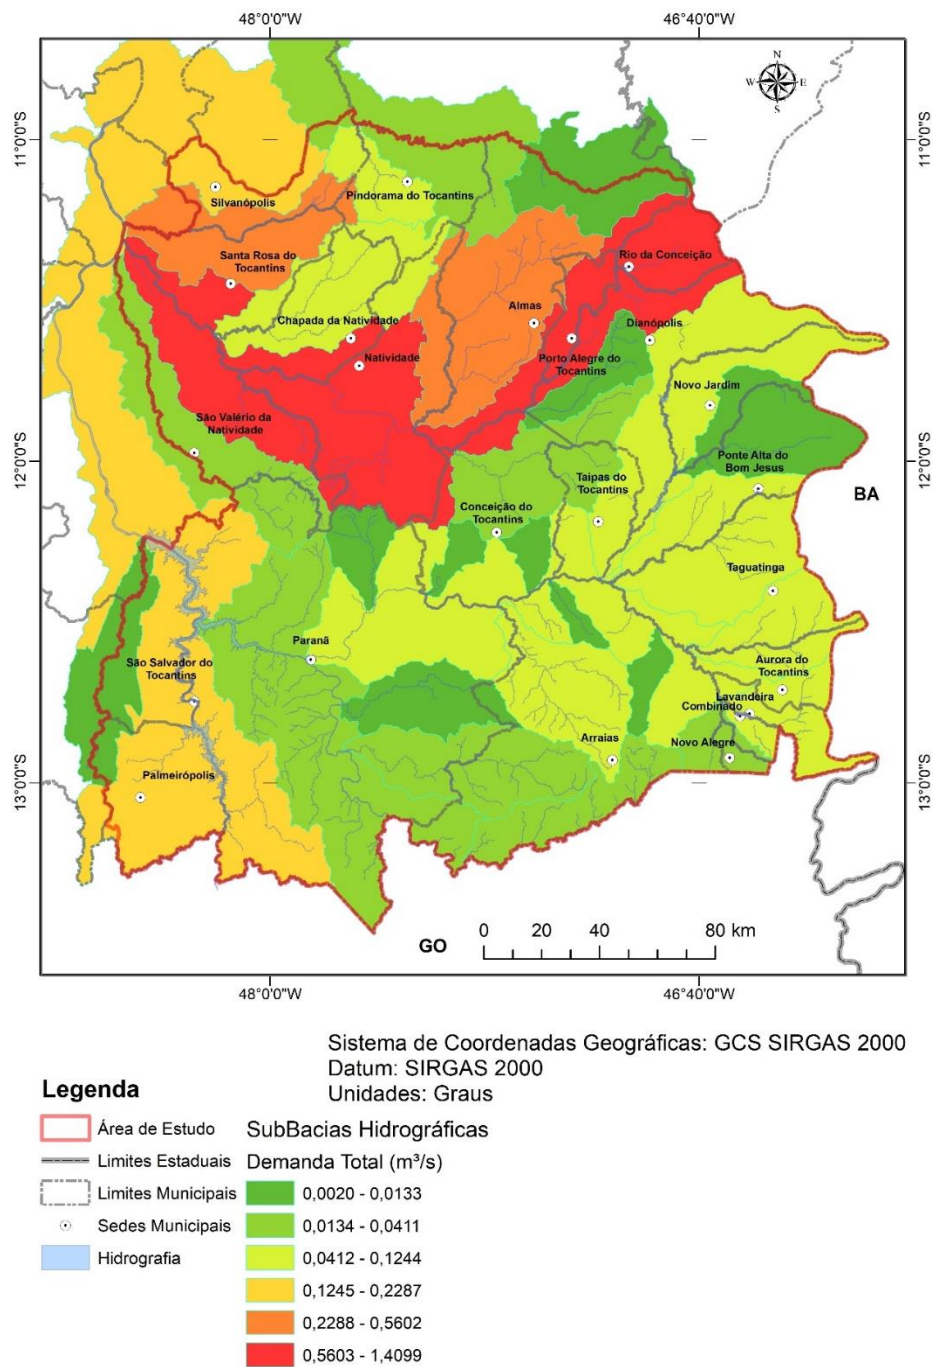 48°0'0"W
46°40'0"W
N
W
E
S
11°0'0"S
11°0'0"S
Silvanópolis
Pindorama do Tocantins
Santa Rosa do
Tocantins
Rio da Conceição
Almas
Chapada da Natividade
Dianópolis
Natividade
Porto Alegre do
Tocantins
Novo Jardim
São Valério da
Natividade
12°0'0"S
12°0'0"S
Ponte Alta do
Bom Jesus
BA
Taipas do
Tocantins
Conceição do
Tocantins
Taguatinga
Paranã
São Salvador do
Tocantins
Aurora do
Tocantins
Lavandeira
Combinado
Arraias
Novo Alegre
Palmeirópolis
13°0'0"S
13°0'0"S
GO
0 20 40 80 km
48°0'0"W
46°40'0"W
Sistema de Coordenadas Geográficas: GCS SIRGAS 2000
Datum: SIRGAS 2000
Unidades: Graus
Legenda
Área de Estudo
Limites Estaduais
Limites Municipais
Sedes Municipais
Hidrografia
SubBacias Hidrográficas
Demanda Total (m³/s)
0,0020 - 0,0133
0,0134 - 0,0411
0,0412 - 0,1244
0,1245 - 0,2287
0,2288 - 0,5602
0,5603 - 1,4099